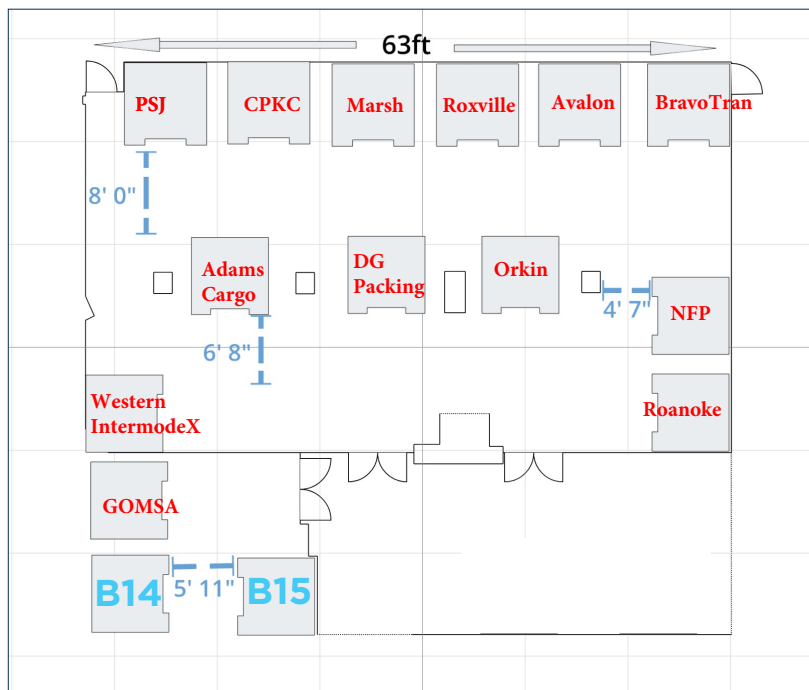 63ft
PSJ
CPKC
Marsh
Roxville
Avalon
BravoTran
8' 0"
Adams
Cargo
DG
Packing
Orkin
4' 7"
NFP
6' 8"
Western
IntermodeX
Roanoke
GOMSA
B14
5' 11"
B15